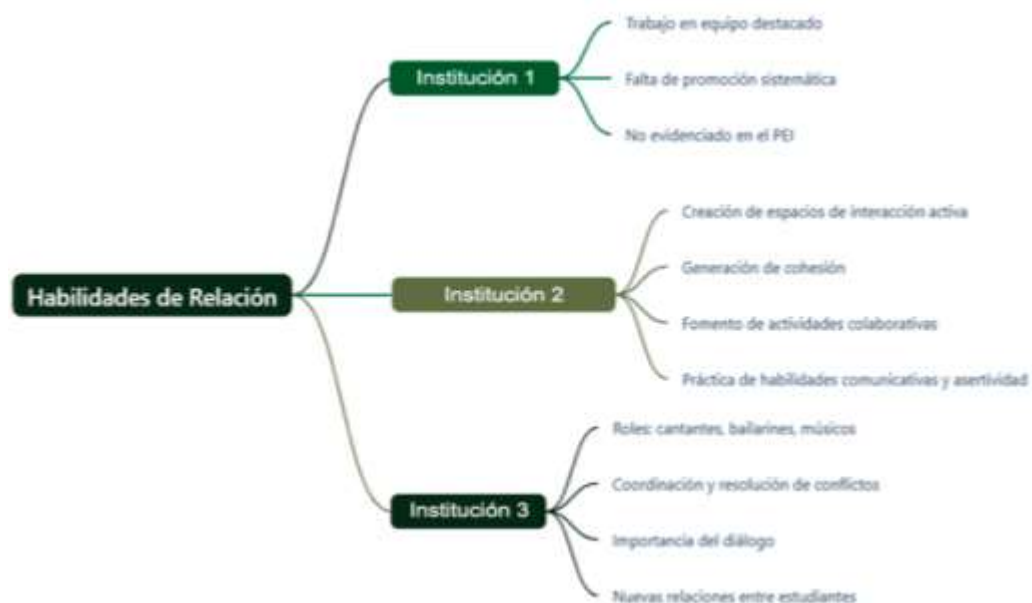 Habilidades de Relación
Institución 1
Trabajo en equipo destacado
Falta de promoción sistemática
No evidenciado en el PEI
Institución 2
Creación de espacios de interacción activa
Generación de cohesión
Fomento de actividades colaborativas
Práctica de habilidades comunicativas y asertividad
Institución 3
Roles: cantantes, bailarines, músicos
Coordinación y resolución de conflictos
Importancia del diálogo
Nuevas relaciones entre estudiantes